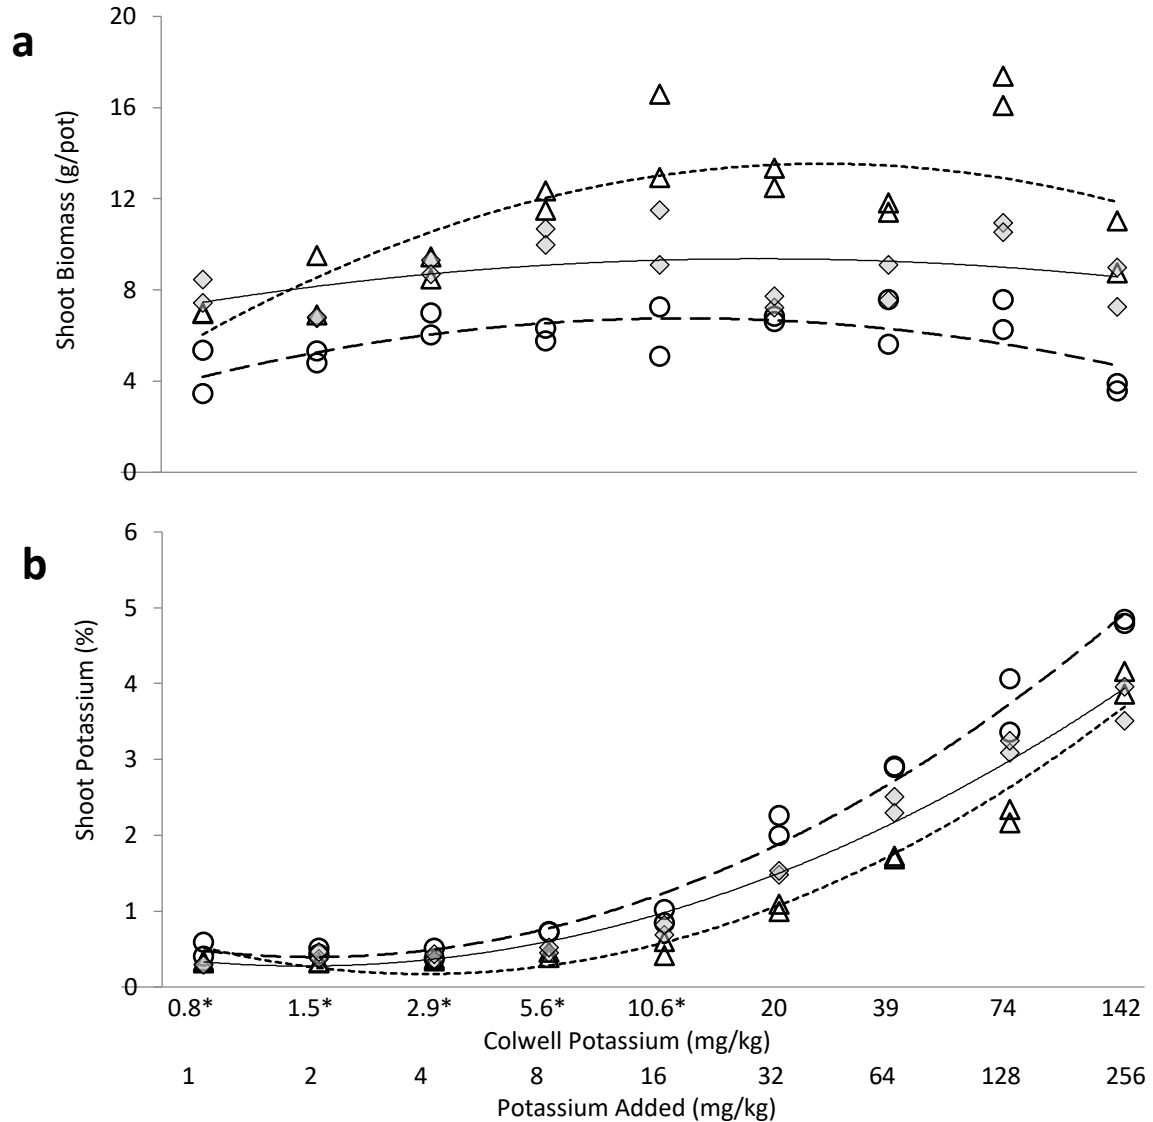 a
Shoot Biomass (g/pot)
20
16
12
8
4
0
b
Shoot Potassium (%)
6
5
4
3
2
1
0
0.8* 1.5* 2.9* 5.6* 10.6* 20 39 74 142
Colwell Potassium (mg/kg)
1 2 4 8 16 32 64 128 256
Potassium Added (mg/kg)